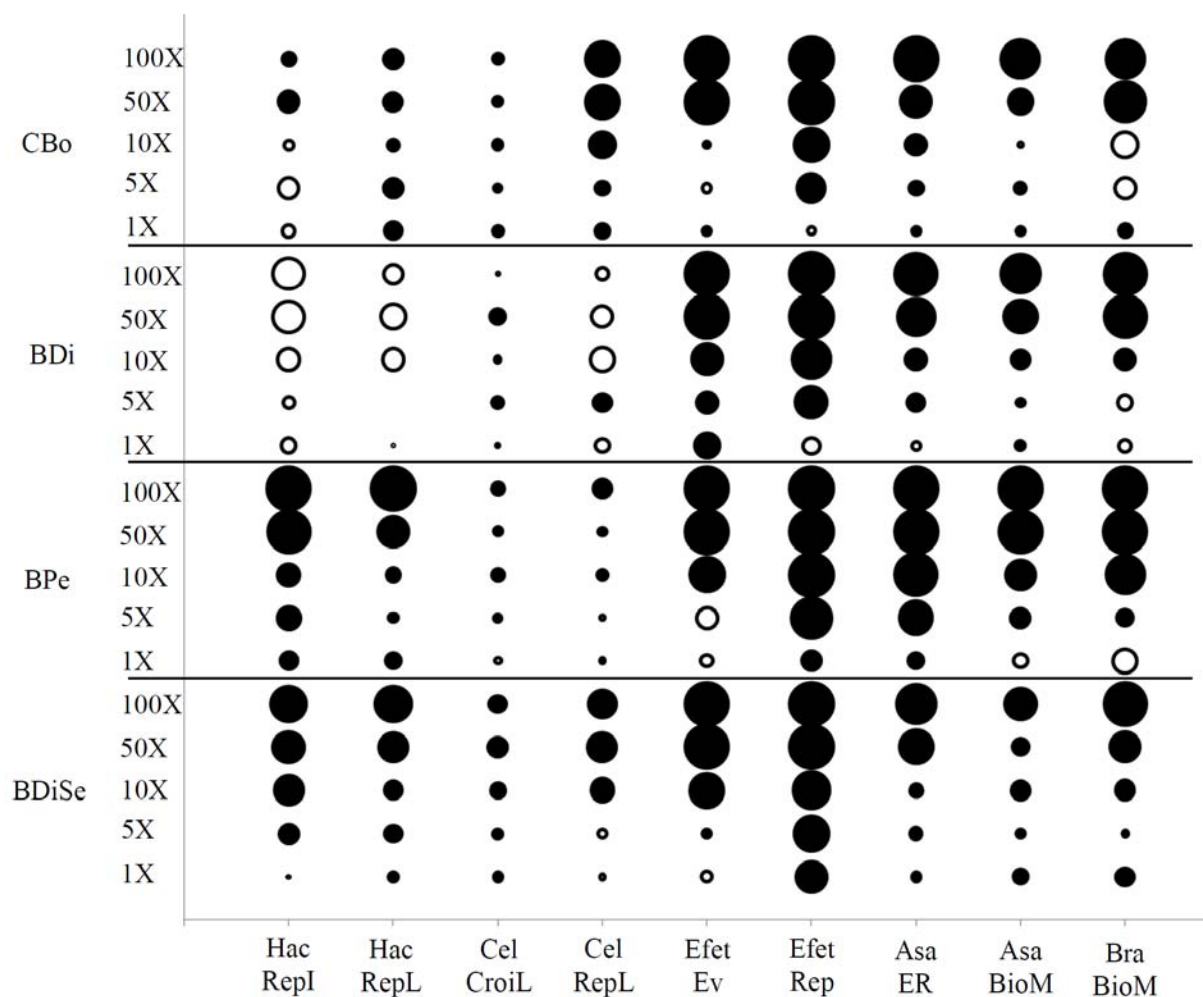 100X
50X
CBo
10X
5X
1X
100X
50X
BDi
10X
5X
1X
100X
50X
BPe
10X
5X
1X
100X
50X
BDiSe
10X
5X
1X
Hac
RepI
Hac
RepL
Cel
CroiL
Cel
RepL
Efet
Ev
Efet
Rep
Asa
ER
Asa
BioM
Bra
BioM